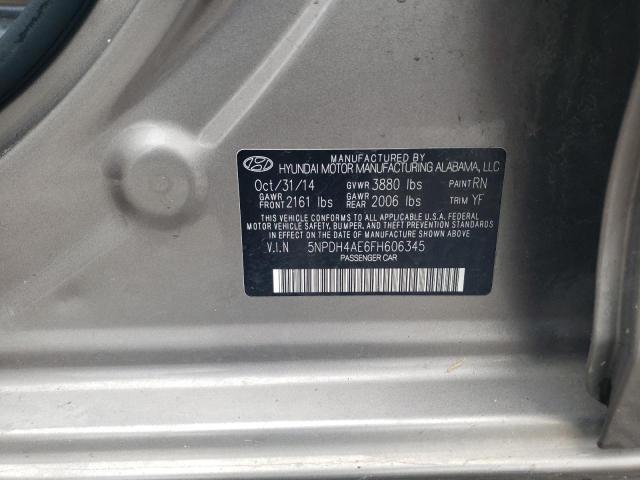 MANUFACTURED BY
HYUNDAI MOTOR MANUFACTURING ALABAMA, LLC
Oct/31/14 GVWR 3880 lbs PAINT RN
GAWR FRONT 2161 lbs GAWR REAR 2006 lbs TRIM YF
THIS VEHICLE CONFORMS TO ALL APPLICABLE U.S.A. FEDERAL
MOTOR VEHICLE SAFETY, BUMPER, AND THEFT PREVENTION
STANDARDS IN EFFECT ON THE DATE OF MANUFACTURE SHOWN ABOVE.
V.I.N 5NPDH4AE6FH606345
PASSENGER CAR